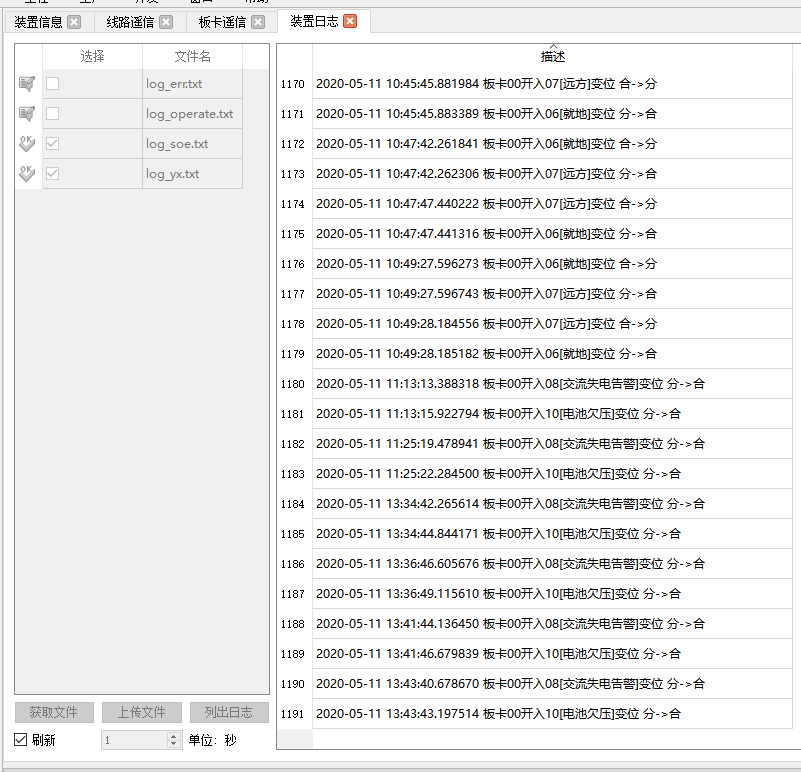 装置信息
线路遥信
板卡遥信
装置日志
选择
文件名
log_err.txt
log_operate.txt
OK
log_soe.txt
OK
log_yx.txt
描述
1170 2020-05-11 10:45:45.881984 板卡00开入07[远方]变位 合->分
1171 2020-05-11 10:45:45.883389 板卡00开入06[就地]变位 分->合
1172 2020-05-11 10:47:42.261841 板卡00开入06[就地]变位 合->分
1173 2020-05-11 10:47:42.262306 板卡00开入07[远方]变位 分->合
1174 2020-05-11 10:47:47.440222 板卡00开入07[远方]变位 合->分
1175 2020-05-11 10:47:47.441316 板卡00开入06[就地]变位 分->合
1176 2020-05-11 10:49:27.596273 板卡00开入06[就地]变位 合->分
1177 2020-05-11 10:49:27.596743 板卡00开入07[远方]变位 分->合
1178 2020-05-11 10:49:28.184556 板卡00开入07[远方]变位 合->分
1179 2020-05-11 10:49:28.185182 板卡00开入06[就地]变位 分->合
1180 2020-05-11 11:13:13.388318 板卡00开入08[交流失电告警]变位 分->合
1181 2020-05-11 11:13:15.922794 板卡00开入10[电池欠压]变位 分->合
1182 2020-05-11 11:25:19.478941 板卡00开入08[交流失电告警]变位 分->合
1183 2020-05-11 11:25:22.284500 板卡00开入10[电池欠压]变位 分->合
1184 2020-05-11 13:34:42.265614 板卡00开入08[交流失电告警]变位 分->合
1185 2020-05-11 13:34:44.844171 板卡00开入10[电池欠压]变位 分->合
1186 2020-05-11 13:36:46.605676 板卡00开入08[交流失电告警]变位 分->合
1187 2020-05-11 13:36:49.115610 板卡00开入10[电池欠压]变位 分->合
1188 2020-05-11 13:41:44.136450 板卡00开入08[交流失电告警]变位 分->合
1189 2020-05-11 13:41:46.679839 板卡00开入10[电池欠压]变位 分->合
1190 2020-05-11 13:43:40.678670 板卡00开入08[交流失电告警]变位 分->合
1191 2020-05-11 13:43:43.197514 板卡00开入10[电池欠压]变位 分->合
获取文件
上传文件
列出日志
刷新
1
单位: 秒